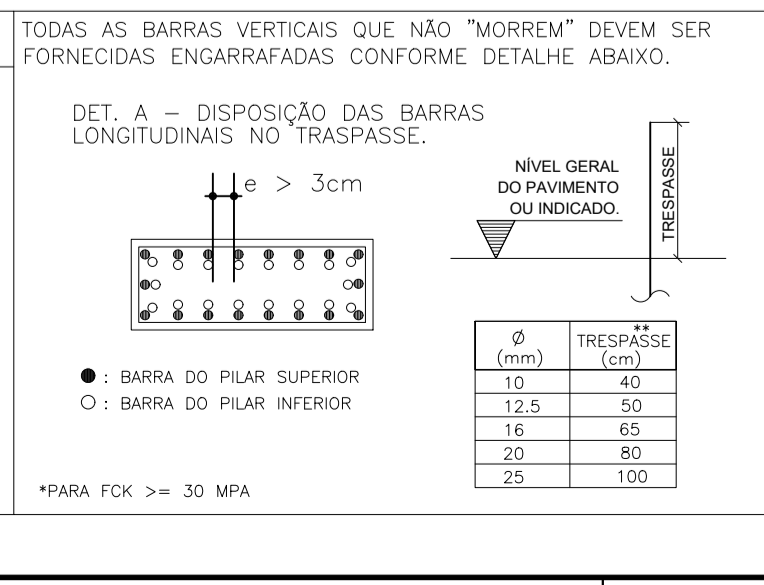 TODAS AS BARRAS VERTICAIS QUE NÃO "MORREM" DEVEM SER
FORNECIDAS ENGARRAFADAS CONFORME DETALHE ABAIXO.
DET. A – DISPOSIÇÃO DAS BARRAS
LONGITUDINAIS NO TRASPASSE.
e > 3cm
NÍVEL GERAL
DO PAVIMENTO
OU INDICADO.
TRESPASSE
: BARRA DO PILAR SUPERIOR
: BARRA DO PILAR INFERIOR
*PARA FCK >= 30 MPA
Ø (mm) TRESPASSE** (cm)
10 40
12.5 50
16 65
20 80
25 100